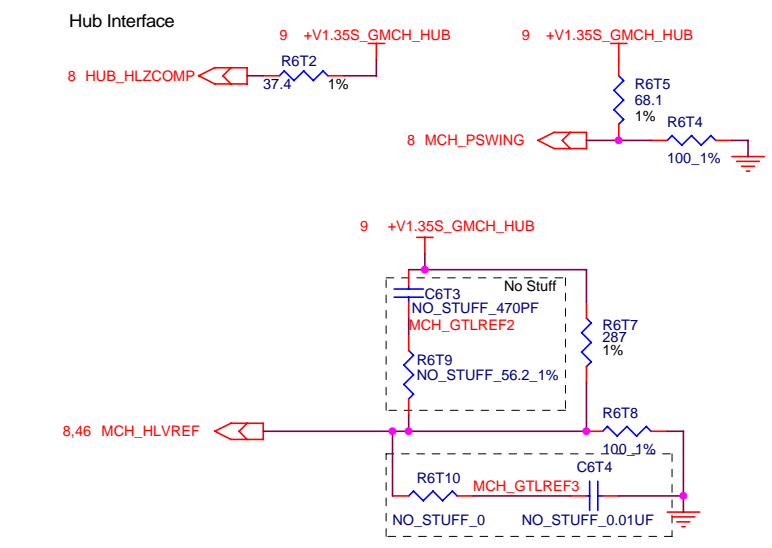 Hub Interface
9 +V1.35S_GMCH_HUB
9 +V1.35S_GMCH_HUB
R6T2
8 HUB_HLZCOMP
37.4
1%
R6T5
68.1
1%
R6T4
8 MCH_PSWING
100_1%
9 +V1.35S_GMCH_HUB
No Stuff
C6T3
NO_STUFF_470PF
MCH_GTLREF2
R6T7
287
1%
R6T9
NO_STUFF_56.2_1%
R6T8
8,46 MCH_HLVREF
100_1%
C6T4
R6T10
MCH_GTLREF3
NO_STUFF_0
NO_STUFF_0.01UF